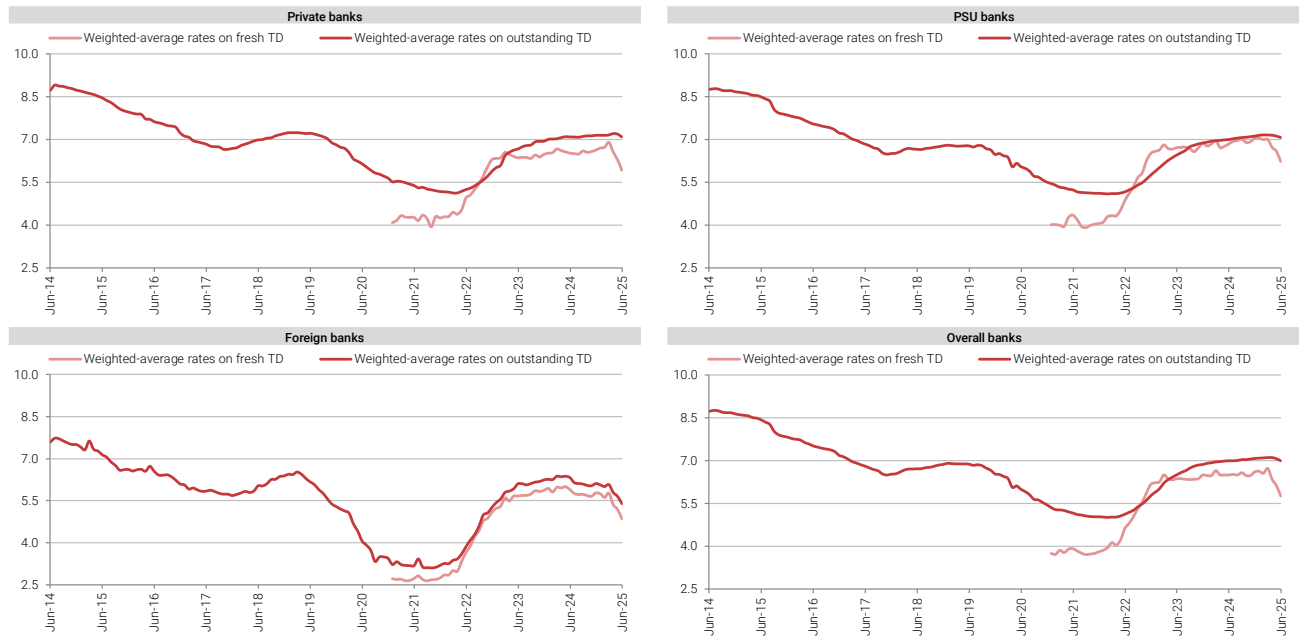 Private banks
Weighted-average rates on fresh TD Weighted-average rates on outstanding TD
10.0
8.5
7.0
5.5
4.0
2.5
Jun-14 Jun-15 Jun-16 Jun-17 Jun-18 Jun-19 Jun-20 Jun-21 Jun-22 Jun-23 Jun-24 Jun-25
PSU banks
Weighted-average rates on fresh TD Weighted-average rates on outstanding TD
10.0
8.5
7.0
5.5
4.0
2.5
Jun-14 Jun-15 Jun-16 Jun-17 Jun-18 Jun-19 Jun-20 Jun-21 Jun-22 Jun-23 Jun-24 Jun-25
Foreign banks
Weighted-average rates on fresh TD Weighted-average rates on outstanding TD
10.0
8.5
7.0
5.5
4.0
2.5
Jun-14 Jun-15 Jun-16 Jun-17 Jun-18 Jun-19 Jun-20 Jun-21 Jun-22 Jun-23 Jun-24 Jun-25
Overall banks
Weighted-average rates on fresh TD Weighted-average rates on outstanding TD
10.0
8.5
7.0
5.5
4.0
2.5
Jun-14 Jun-15 Jun-16 Jun-17 Jun-18 Jun-19 Jun-20 Jun-21 Jun-22 Jun-23 Jun-24 Jun-25